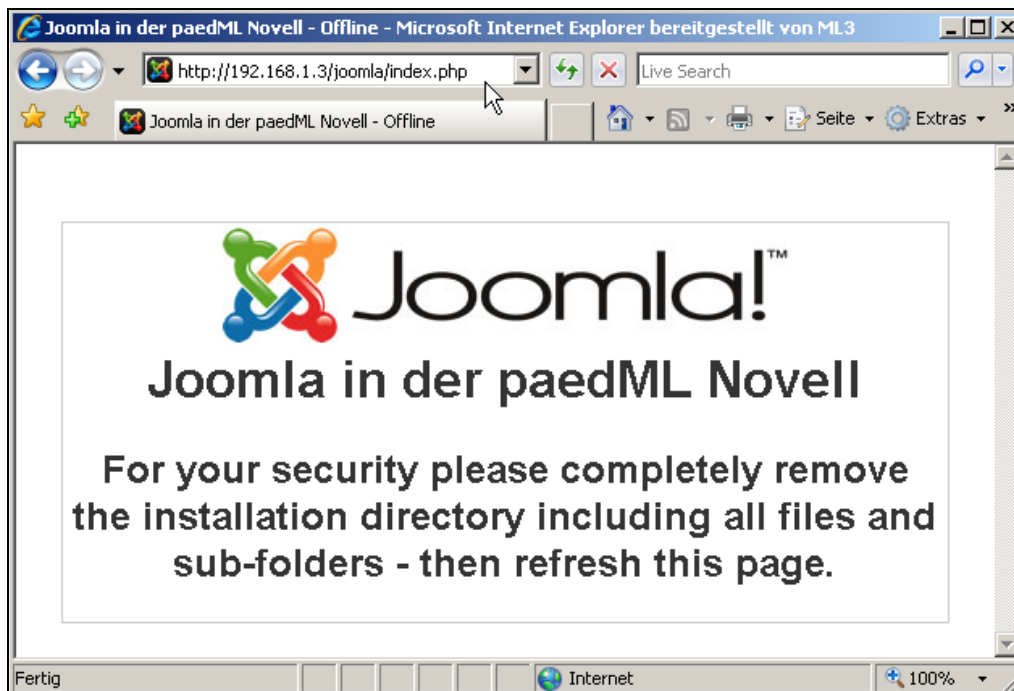 Joomla in der paedML Novell - Offline - Microsoft Internet Explorer bereitgestellt von ML3
http://192.168.1.3/joomla/index.php
Live Search
Joomla in der paedML Novell - Offline
Seite
Extras
»
Joomla!™
Joomla in der paedML Novell
For your security please completely remove
the installation directory including all files and
sub-folders - then refresh this page.
Fertig
Internet
100%